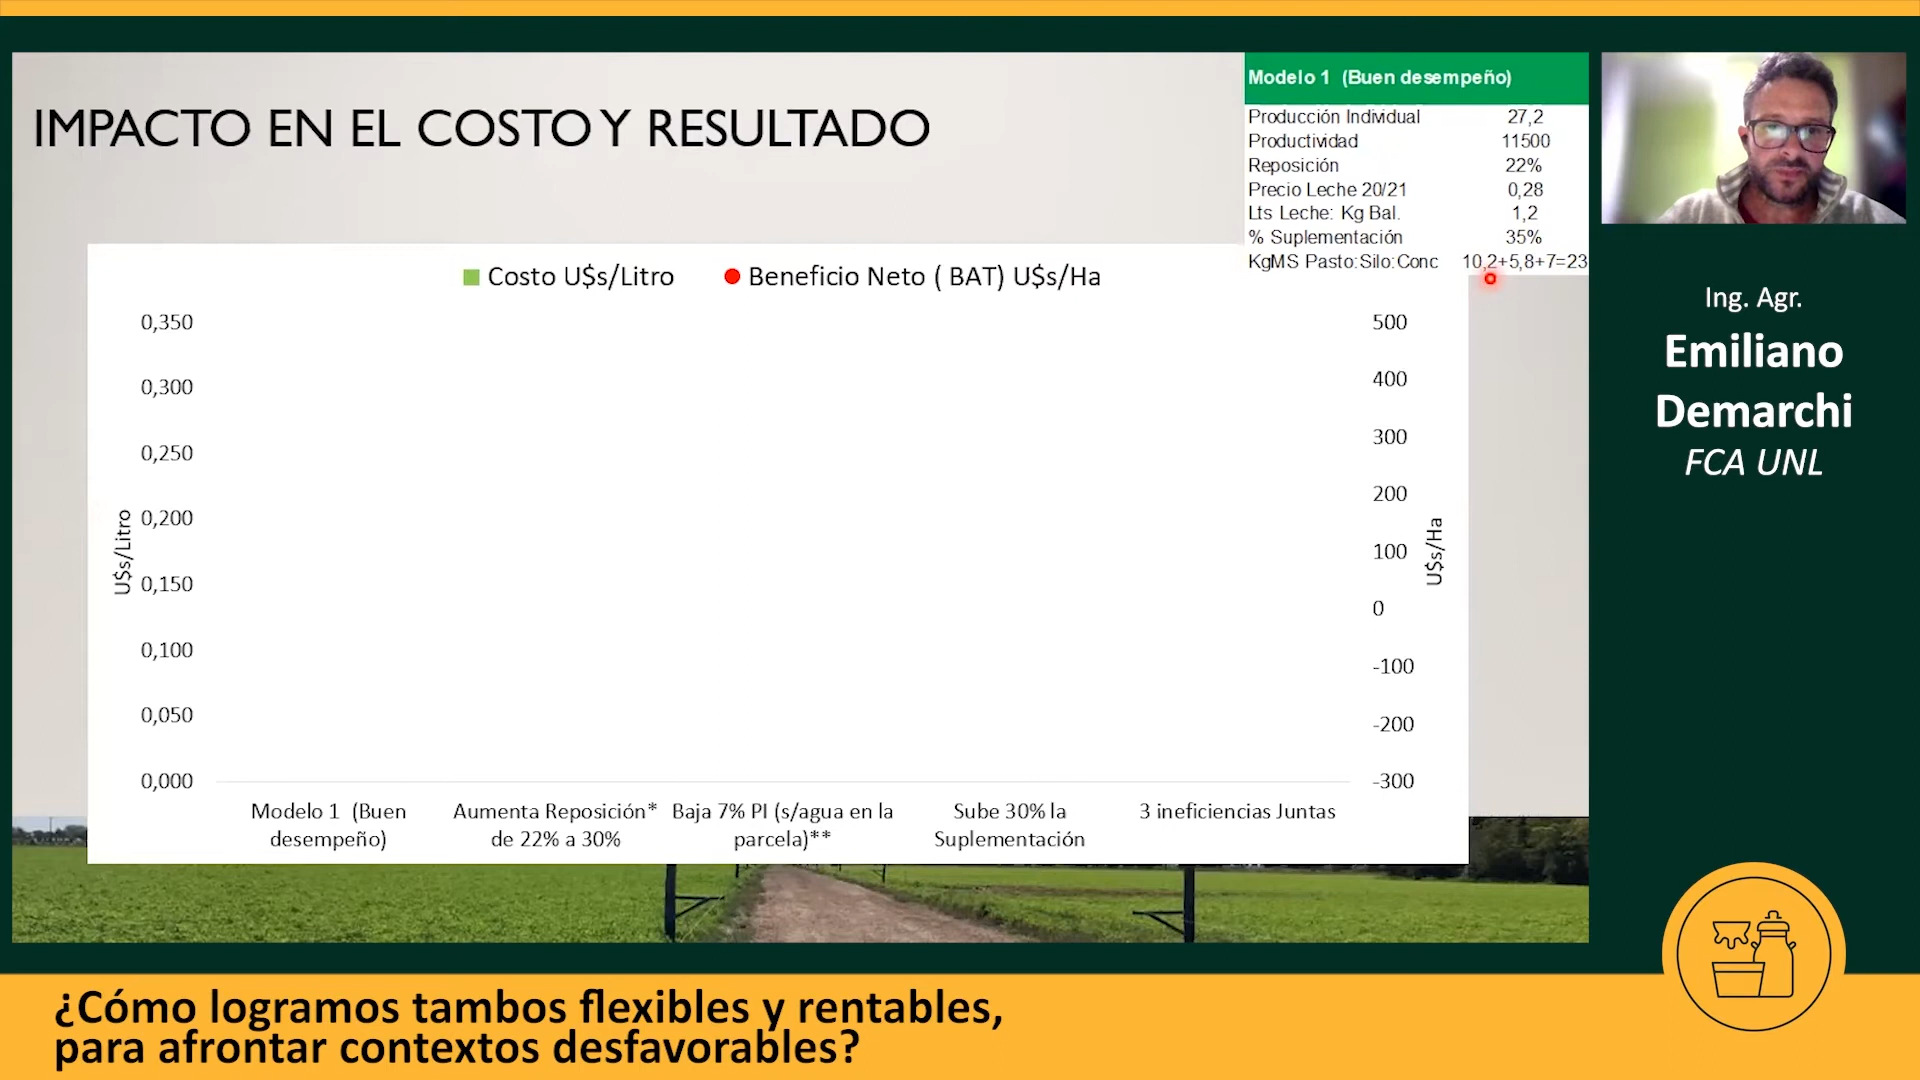 IMPACTO EN EL COSTO Y RESULTADO
Modelo 1 (Buen desempeño)
Producción Individual 27,2
Productividad 11500
Reposición 22%
Precio Leche 20/21 0,28
Lts Leche: Kg Bal. 1,2
% Suplementación 35%
KgMS Pasto:Silo:Conc 10,2+5,8+7=23
Costo U$s/Litro
Beneficio Neto ( BAT) U$s/Ha
0,350
0,300
0,250
0,200
0,150
0,100
0,050
0,000
U$s/Litro
500
400
300
200
100
0
-100
-200
-300
U$s/Ha
Modelo 1 (Buen
desempeño)
Aumenta Reposición*
de 22% a 30%
Baja 7% PI (s/agua en la
parcela)**
Sube 30% la
Suplementación
3 ineficiencias Juntas
Ing. Agr.
Emiliano
Demarchi
FCA UNL
¿Cómo logramos tambos flexibles y rentables,
para afrontar contextos desfavorables?